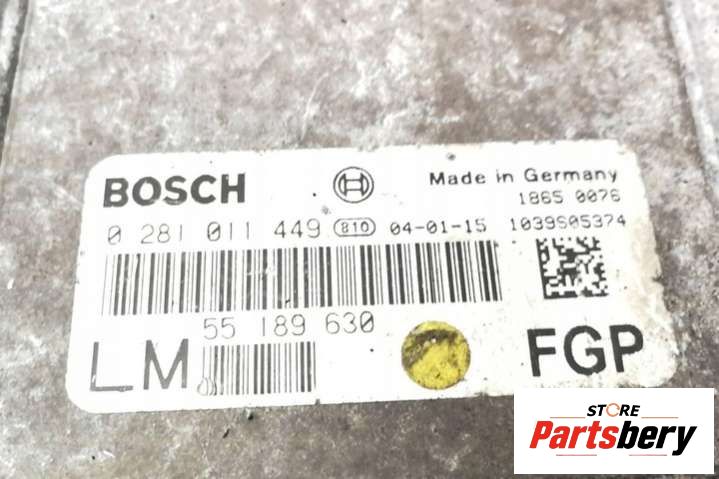 BOSCH Made in Germany
1865 0076
0 281 011 449 810 04-01-15 1039S05374
55 189 630
LM FGP
STORE
Partsbery